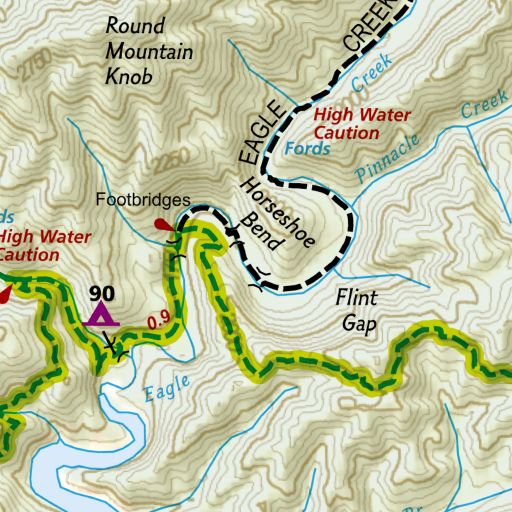 Round
Mountain
Knob
2750
CREEK
Creek
High Water
Caution
Fords
EAGLE
Creek
Pinnacle
2250
Horseshoe
Bend
Footbridges
ds
High Water
Caution
90
0.9
Flint
Gap
Eagle